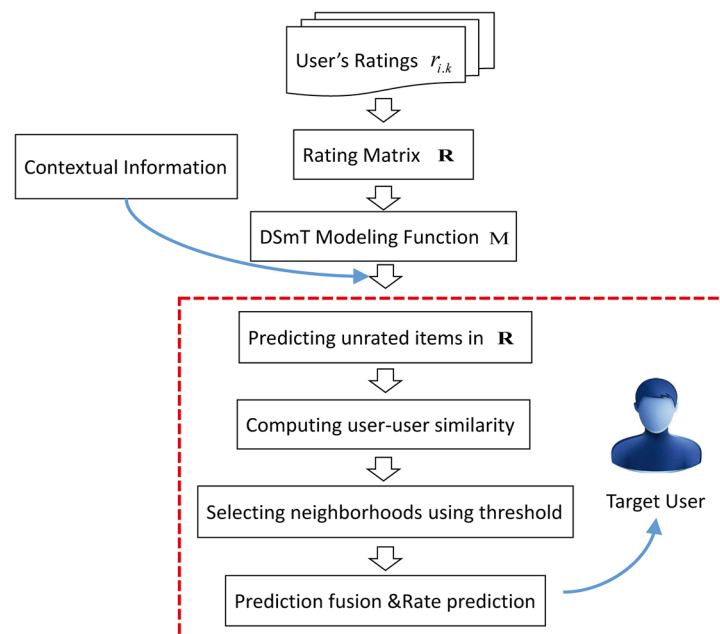 User's Ratings r_{i.k}
Rating Matrix R
Contextual Information
DSmT Modeling Function M
Predicting unrated items in R
Computing user-user similarity
Selecting neighborhoods using threshold
Target User
Prediction fusion &Rate prediction